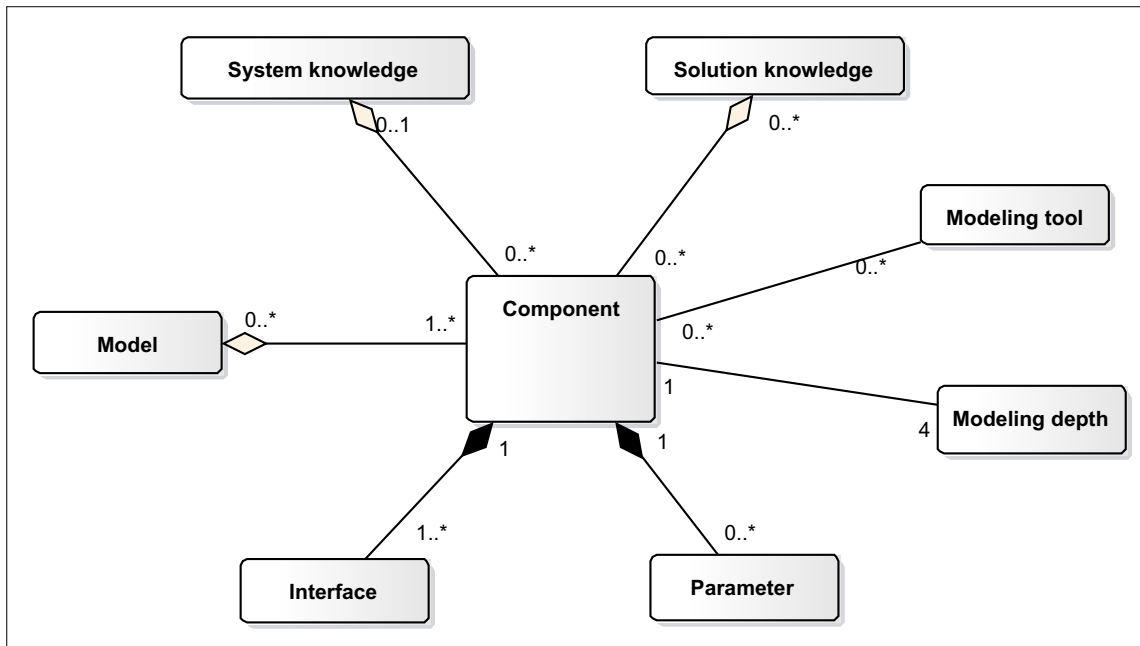 System knowledge
Solution knowledge
0..1
0..*
Modeling tool
0..*
0..*
0..*
Component
0..*
1..*
0..*
Model
1
Modeling depth
4
1
1
1..*
0..*
Interface
Parameter